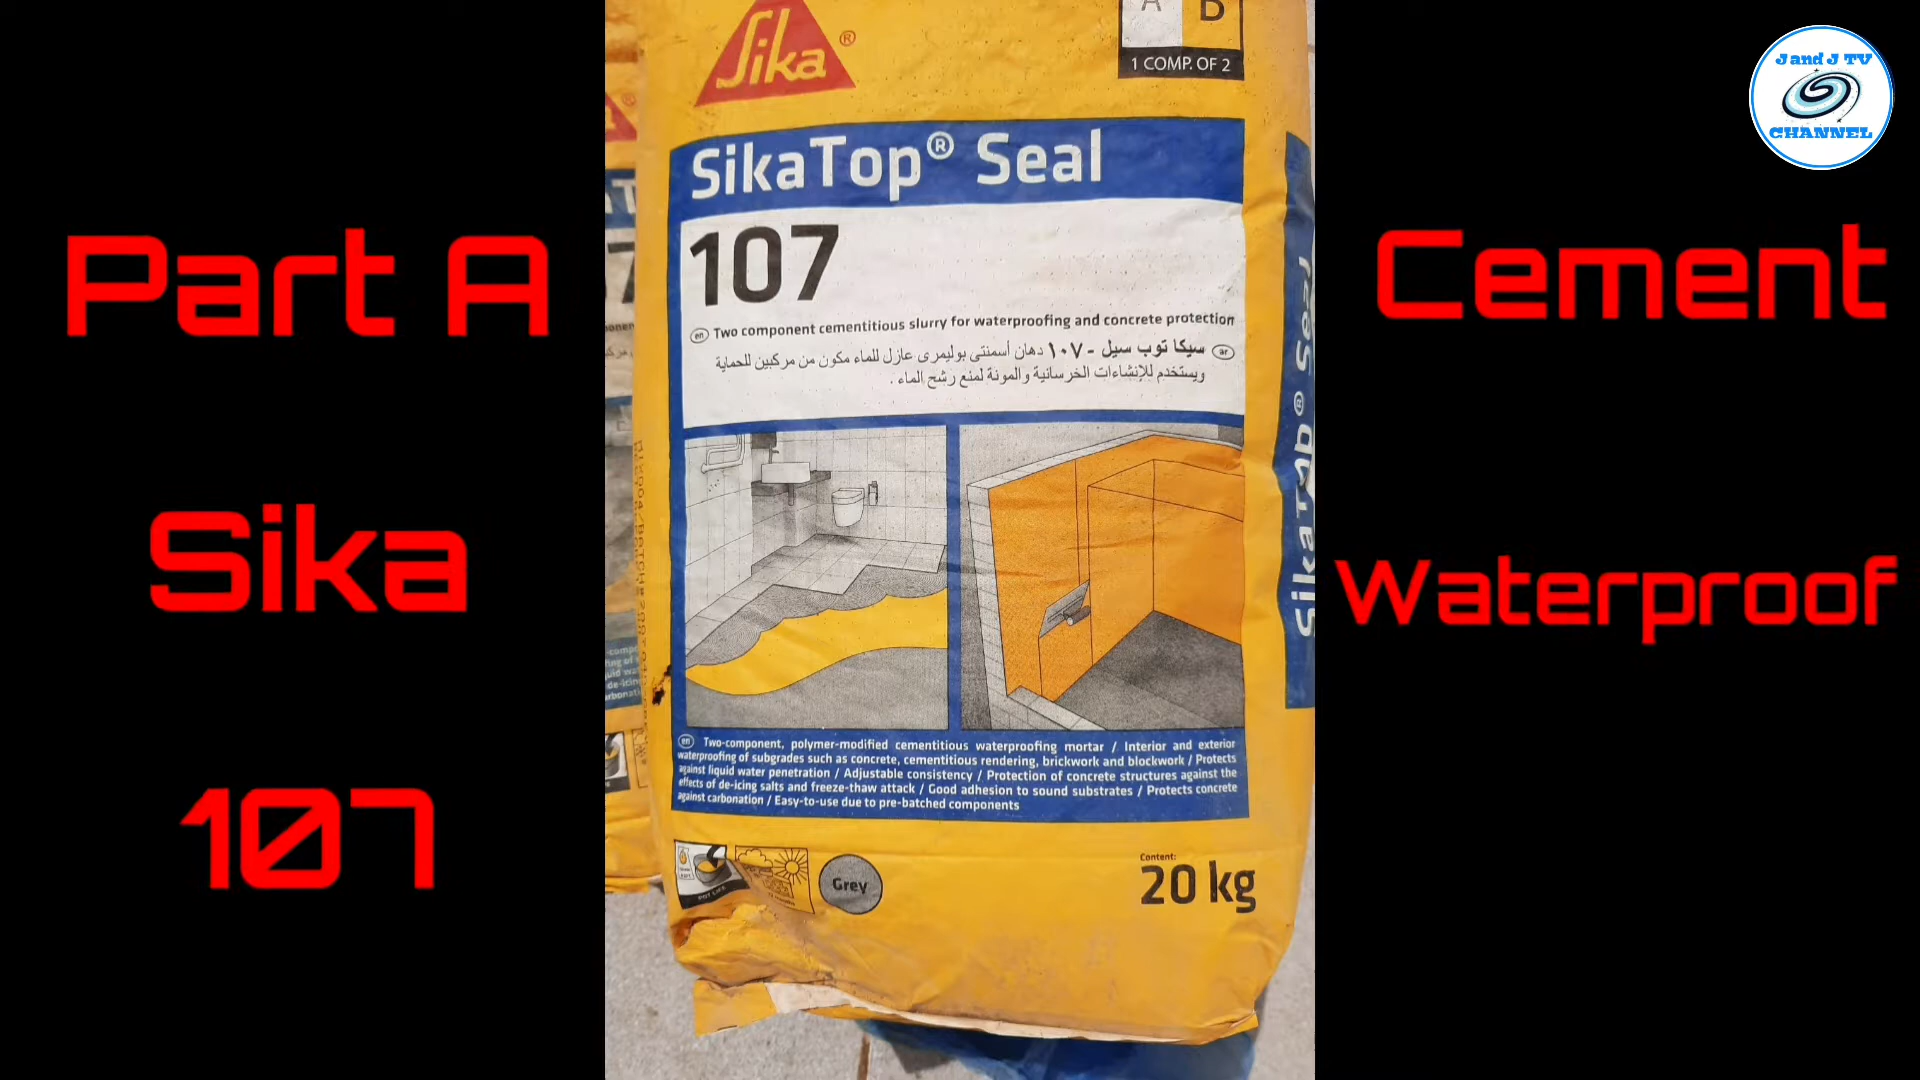 Part A
Sika
107
Sika®
A
1 COMP. OF 2
SikaTop® Seal
107
en Two component cementitious slurry for waterproofing and concrete protection
ar سيكا توب سيل - ١٠٧ دهان أسمنتى بوليمرى عازل للماء مكون من مركبين للحماية
ويستخدم للإنشاءات الخرسانية والمونة لمنع رشح الماء .
en Two-component, polymer-modified cementitious waterproofing mortar / Interior and exterior
waterproofing of subgrades such as concrete, cementitious rendering, brickwork and blockwork / Protects
against liquid water penetration / Adjustable consistency / Protection of concrete structures against the
effects of de-icing salts and freeze-thaw attack / Good adhesion to sound substrates / Protects concrete
against carbonation / Easy-to-use due to pre-batched components
POT LIFE
Grey
Content:
20 kg
SikaTop® Seal
J and J TV
CHANNEL
Cement
Waterproof